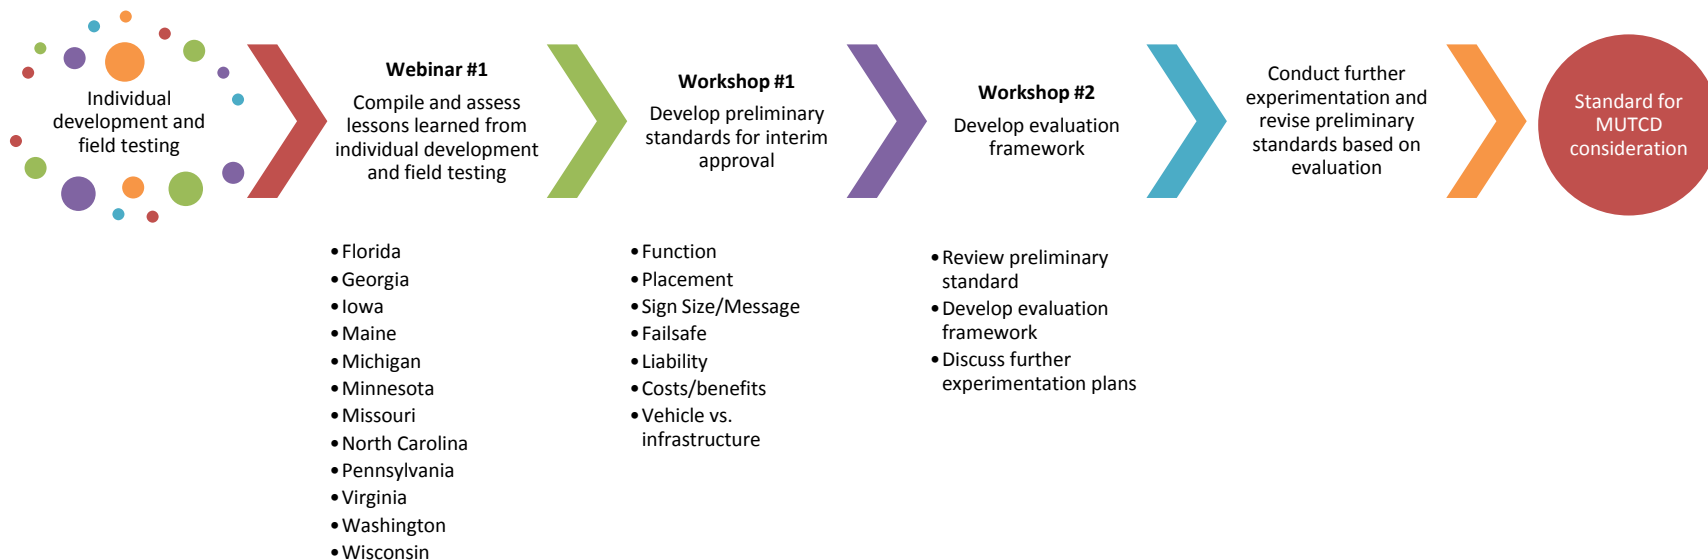 Individual
development and
field testing
Webinar #1
Compile and assess
lessons learned from
individual development
and field testing
• Florida
• Georgia
• Iowa
• Maine
• Michigan
• Minnesota
• Missouri
• North Carolina
• Pennsylvania
• Virginia
• Washington
• Wisconsin
Workshop #1
Develop preliminary
standards for interim
approval
• Function
• Placement
• Sign Size/Message
• Failsafe
• Liability
• Costs/benefits
• Vehicle vs.
infrastructure
Workshop #2
Develop evaluation
framework
• Review preliminary
standard
• Develop evaluation
framework
• Discuss further
experimentation plans
Conduct further
experimentation and
revise preliminary
standards based on
evaluation
Standard for
MUTCD
consideration